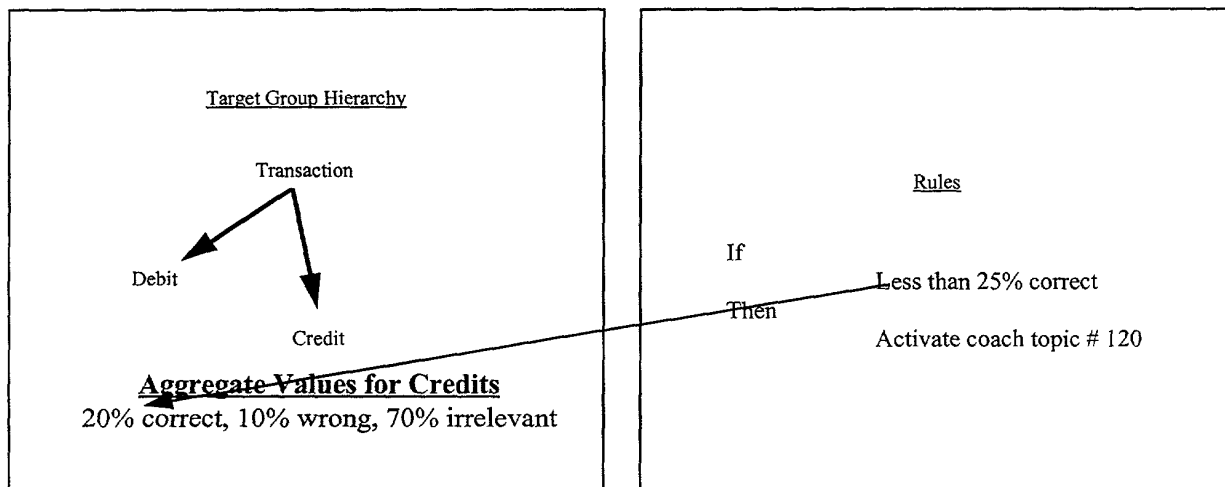 Target Group Hierarchy
Transaction
Debit
Credit
Aggregate Values for Credits
20% correct, 10% wrong, 70% irrelevant
Rules
If
Less than 25% correct
Then
Activate coach topic # 120